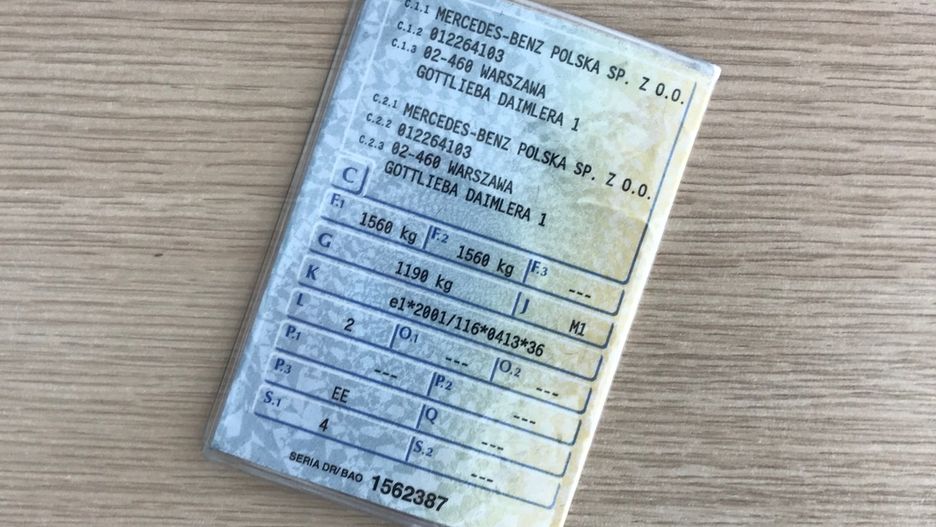 C.1.1 MERCEDES-BENZ POLSKA SP. Z O.O.
C.1.2 012264103
C.1.3 02-460 WARSZAWA
GOTTLIEBA DAIMLERA 1
C.2.1 MERCEDES-BENZ POLSKA SP. Z O.O.
C.2.2 012264103
C.2.3 02-460 WARSZAWA
GOTTLIEBA DAIMLERA 1
C
F.1 1560 kg F.2 1560 kg F.3 ---
G 1190 kg J M1
K e1*2001/116*0413*36
L 2 O.1 --- O.2 ---
P.1 --- P.2 ---
P.3 EE Q ---
S.1 4 S.2 ---
SERIA DR/BAO 1562387